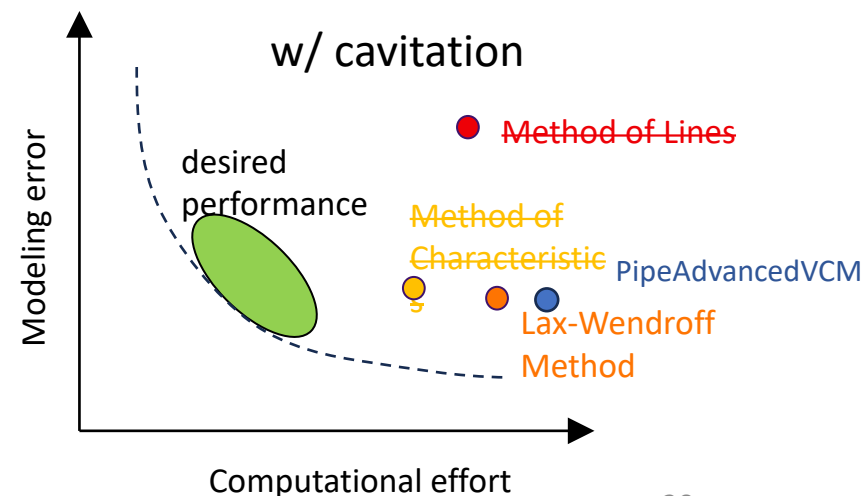 w/ cavitation
Method of Lines
desired
performance
Method of
Characteristic
s
PipeAdvancedVCM
Lax-Wendroff
Method
Modeling error
Computational effort